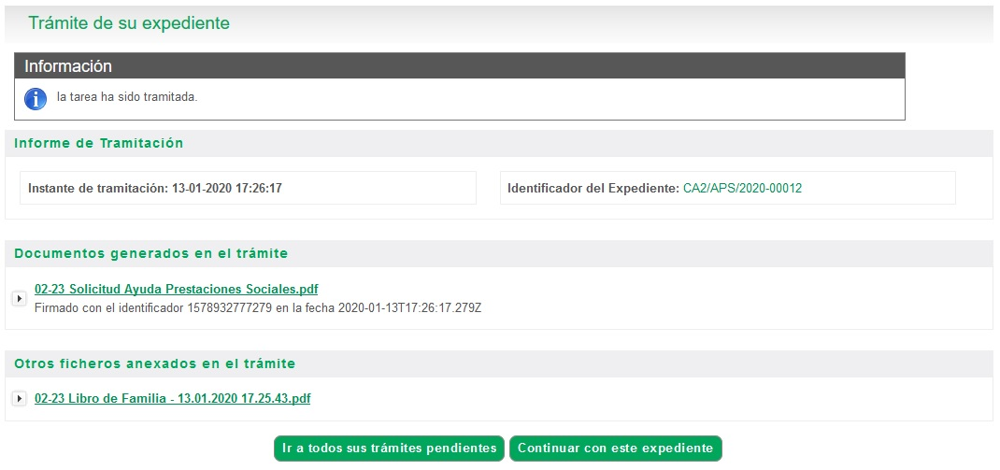 Trámite de su expediente
Información
la tarea ha sido tramitada.
Informe de Tramitación
Instante de tramitación: 13-01-2020 17:26:17
Identificador del Expediente: CA2/APS/2020-00012
Documentos generados en el trámite
02-23 Solicitud Ayuda Prestaciones Sociales.pdf
Firmado con el identificador 1578932777279 en la fecha 2020-01-13T17:26:17.279Z
Otros ficheros anexados en el trámite
02-23 Libro de Familia - 13.01.2020 17.25.43.pdf
Ir a todos sus trámites pendientes
Continuar con este expediente